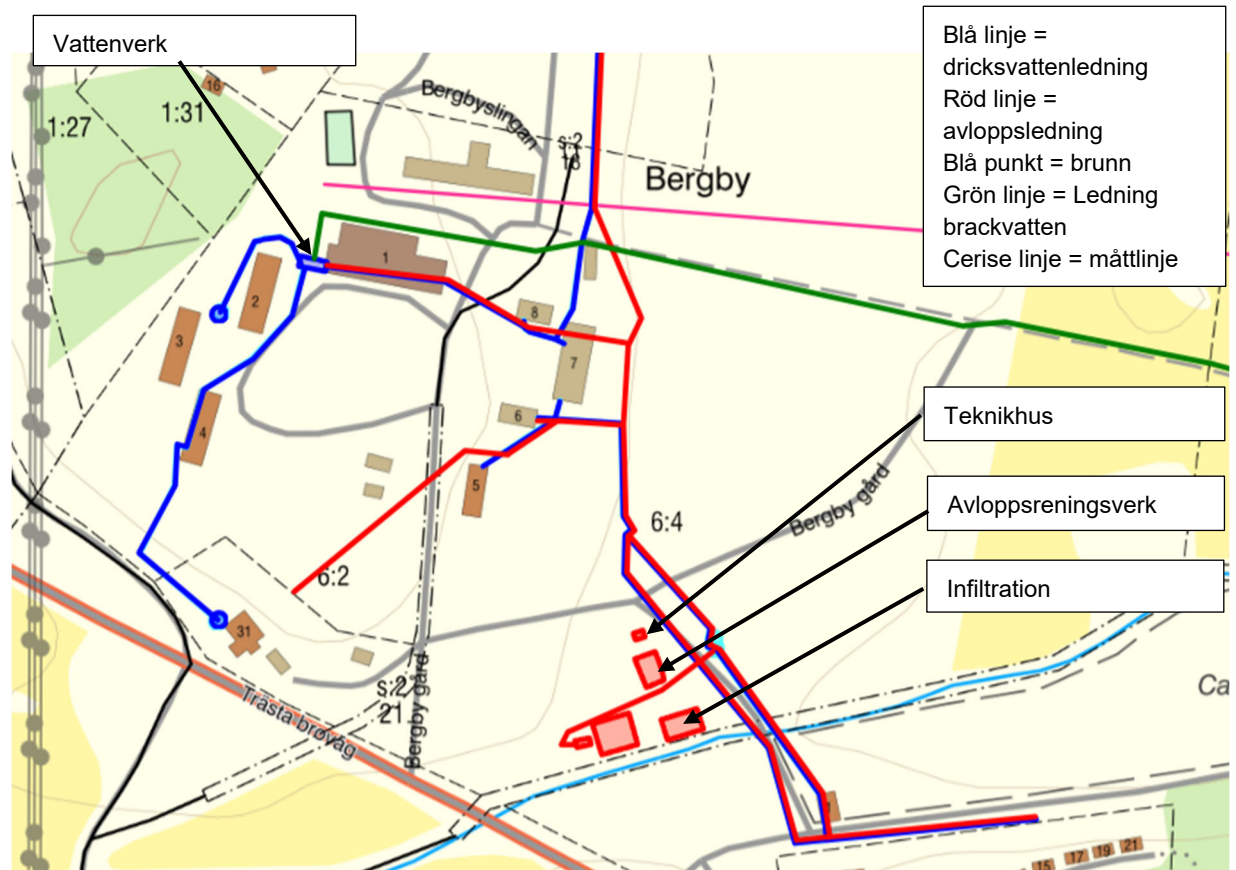 Vattenverk
Blå linje =
dricksvattenledning
Röd linje =
avloppsledning
Blå punkt = brunn
Grön linje = Ledning
brackvatten
Cerise linje = måttlinje
16
1:27
1:31
Bergbyslingan
s:2
18
Bergby
1
2
3
8
7
4
6
5
Teknikhus
Avloppsreningsverk
Infiltration
6:4
Bergby gård
6:2
31
s:2
21
Bergby gård
Trästa broväg
Ca
15
17
19
21